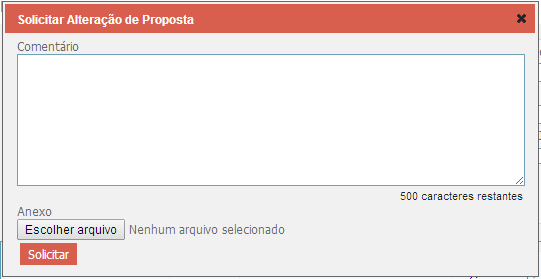 Solicitar Alteração de Proposta
Comentário
500 caracteres restantes
Anexo
Escolher arquivo Nenhum arquivo selecionado
Solicitar